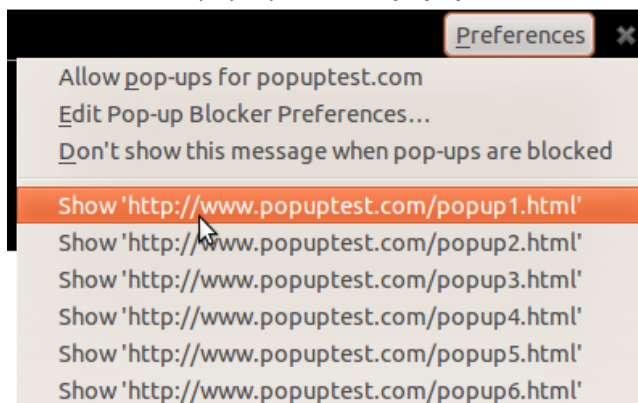 Preferences
Allow pop-ups for popuptest.com
Edit Pop-up Blocker Preferences...
Don't show this message when pop-ups are blocked
Show 'http://www.popuptest.com/popup1.html'
Show 'http://www.popuptest.com/popup2.html'
Show 'http://www.popuptest.com/popup3.html'
Show 'http://www.popuptest.com/popup4.html'
Show 'http://www.popuptest.com/popup5.html'
Show 'http://www.popuptest.com/popup6.html'